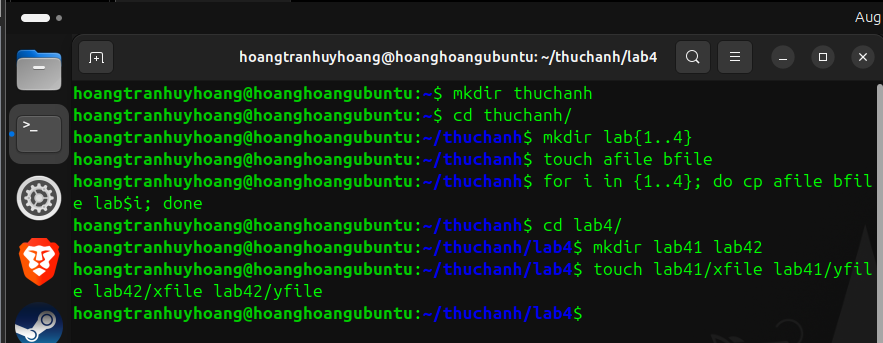 Aug
hoangtranhuyhoang@hoanghoangubuntu: ~/thuchanh/lab4
>_
hoangtranhuyhoang@hoanghoangubuntu:~$ mkdir thuchanh
hoangtranhuyhoang@hoanghoangubuntu:~$ cd thuchanh/
hoangtranhuyhoang@hoanghoangubuntu:~/thuchanh$ mkdir lab{1..4}
hoangtranhuyhoang@hoanghoangubuntu:~/thuchanh$ touch afile bfile
hoangtranhuyhoang@hoanghoangubuntu:~/thuchanh$ for i in {1..4}; do cp afile bfil
e lab$i; done
hoangtranhuyhoang@hoanghoangubuntu:~/thuchanh$ cd lab4/
hoangtranhuyhoang@hoanghoangubuntu:~/thuchanh/lab4$ mkdir lab41 lab42
hoangtranhuyhoang@hoanghoangubuntu:~/thuchanh/lab4$ touch lab41/xfile lab41/yfil
e lab42/xfile lab42/yfile
hoangtranhuyhoang@hoanghoangubuntu:~/thuchanh/lab4$